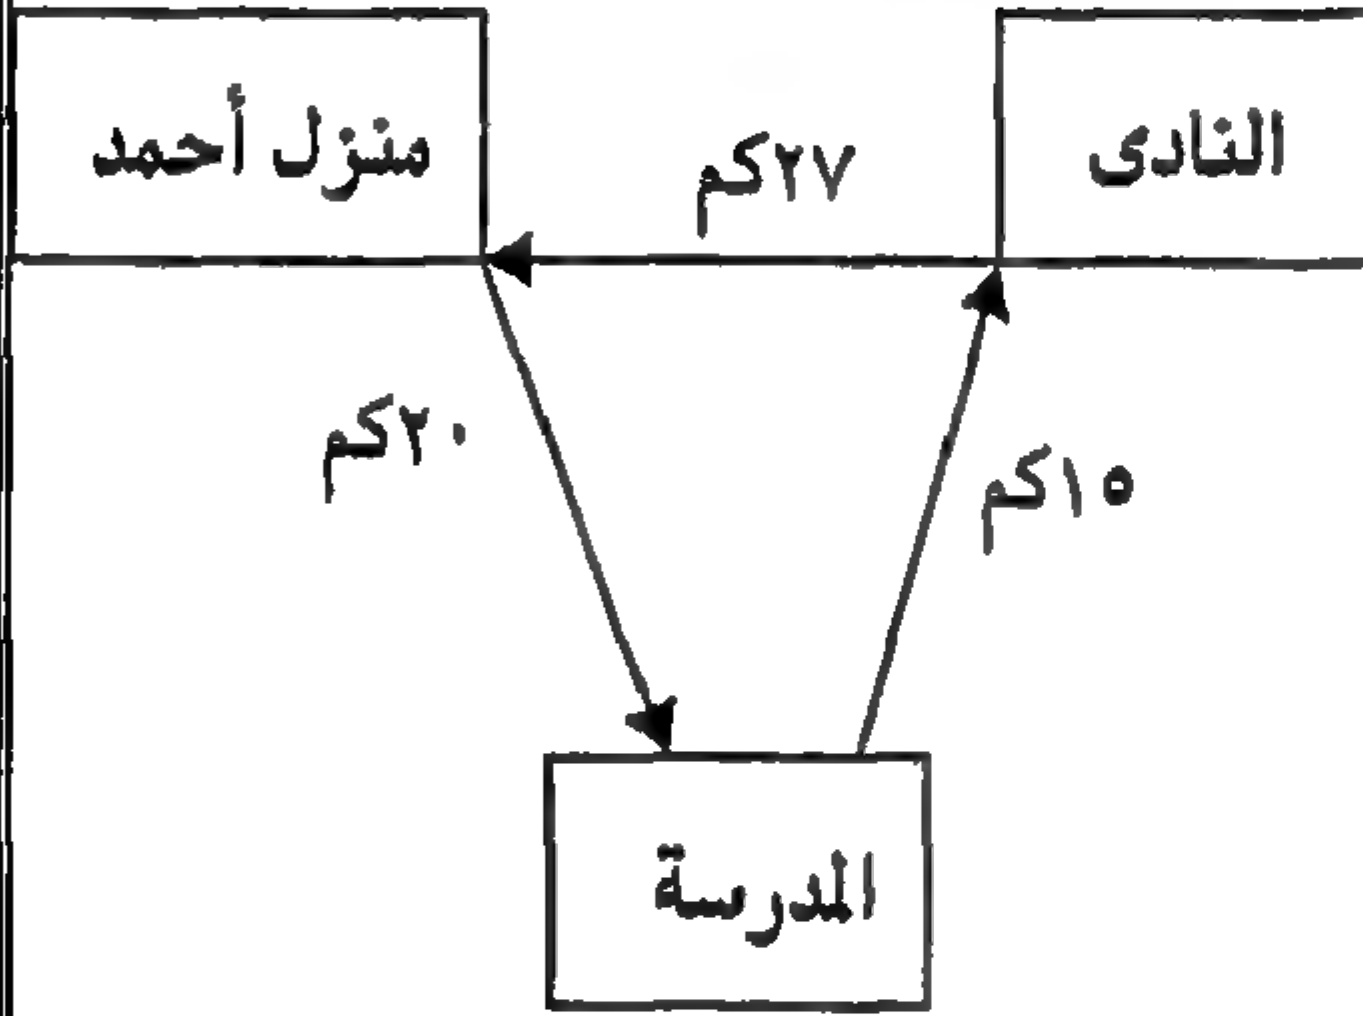 النادى
منزل أحمد
٢٧كم
٢٠كم
١٥كم
المدرسة